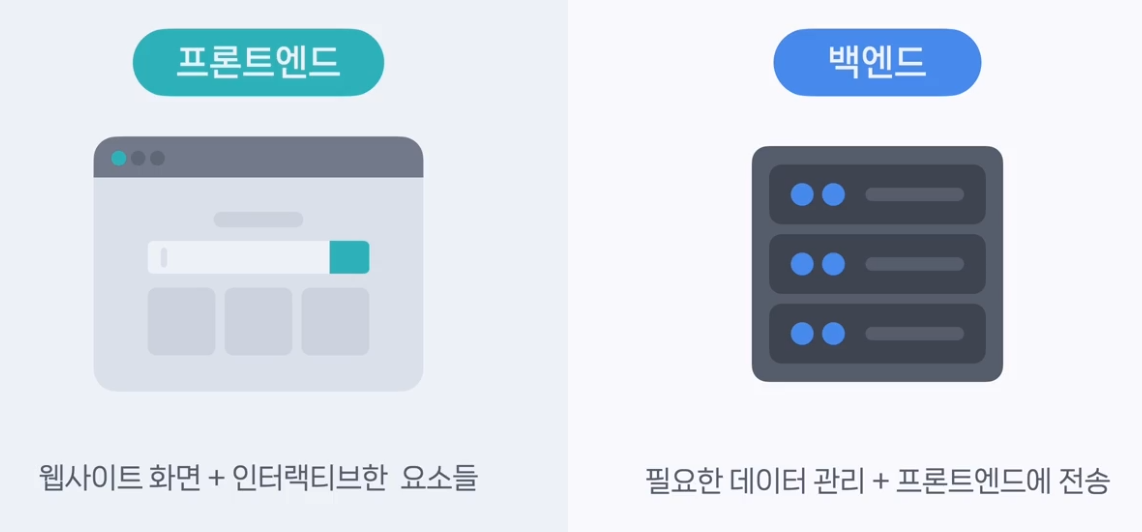 프론트엔드
백엔드
웹사이트 화면 + 인터랙티브한 요소들
필요한 데이터 관리 + 프론트엔드에 전송